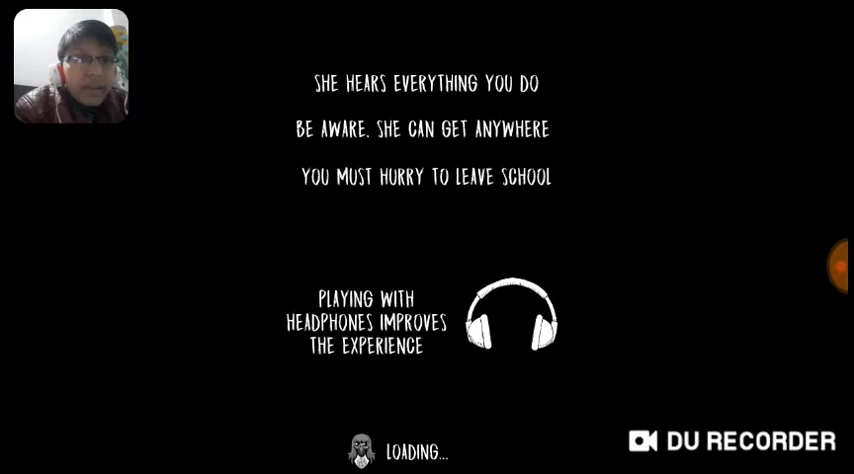 SHE HEARS EVERYTHING YOU DO
BE AWARE. SHE CAN GET ANYWHERE
YOU MUST HURRY TO LEAVE SCHOOL
PLAYING WITH
HEADPHONES IMPROVES
THE EXPERIENCE
LOADING...
DU RECORDER